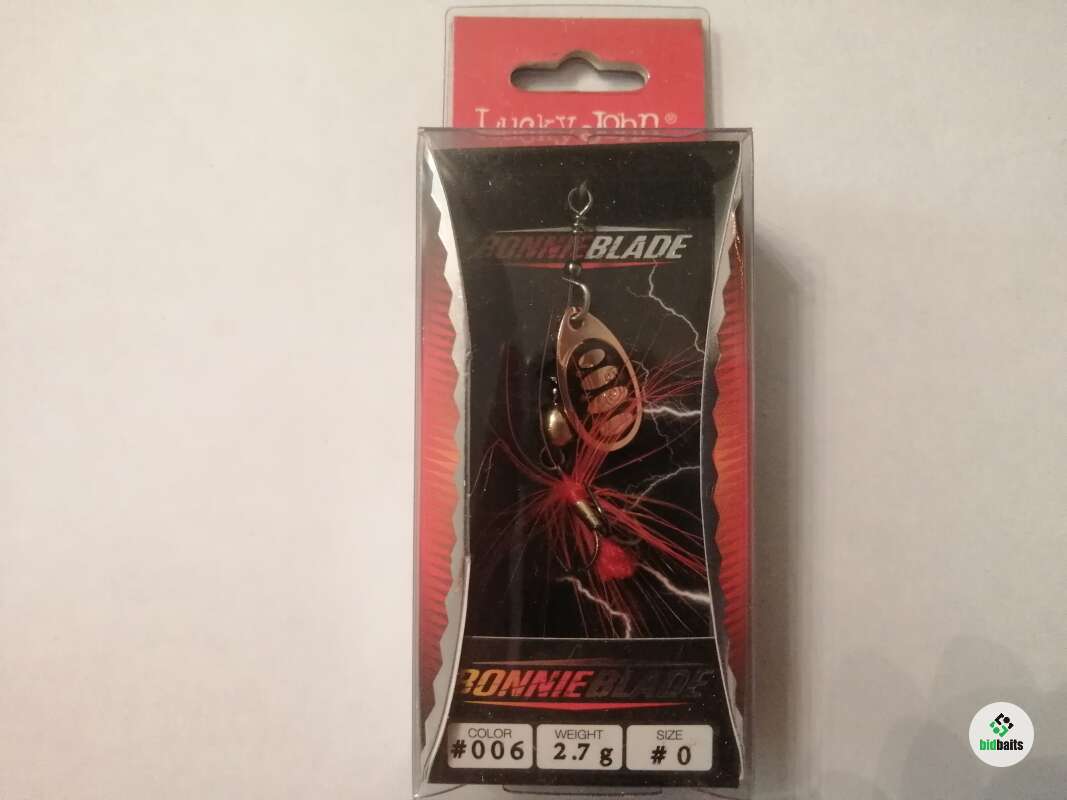 Lucky John®
BONNIEBLADE
BONNIEBLADE
COLOR WEIGHT SIZE
#006 2.7 g # 0
bidbaits